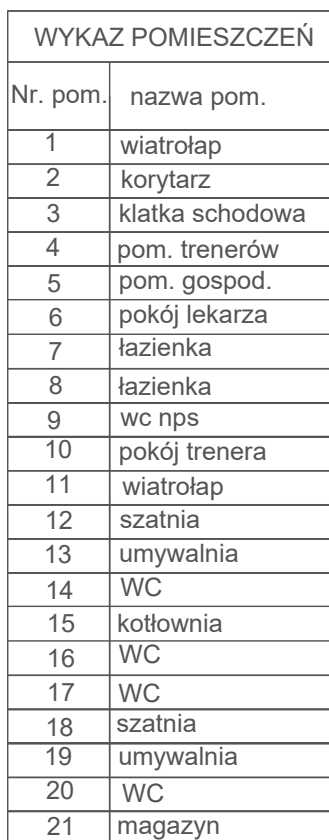 WYKAZ POMIESZCZEŃ
Nr. pom. nazwa pom.
1 wiatrołap
2 korytarz
3 klatka schodowa
4 pom. trenerów
5 pom. gospod.
6 pokój lekarza
7 łazienka
8 łazienka
9 wc nps
10 pokój trenera
11 wiatrołap
12 szatnia
13 umywalnia
14 WC
15 kotłownia
16 WC
17 WC
18 szatnia
19 umywalnia
20 WC
21 magazyn